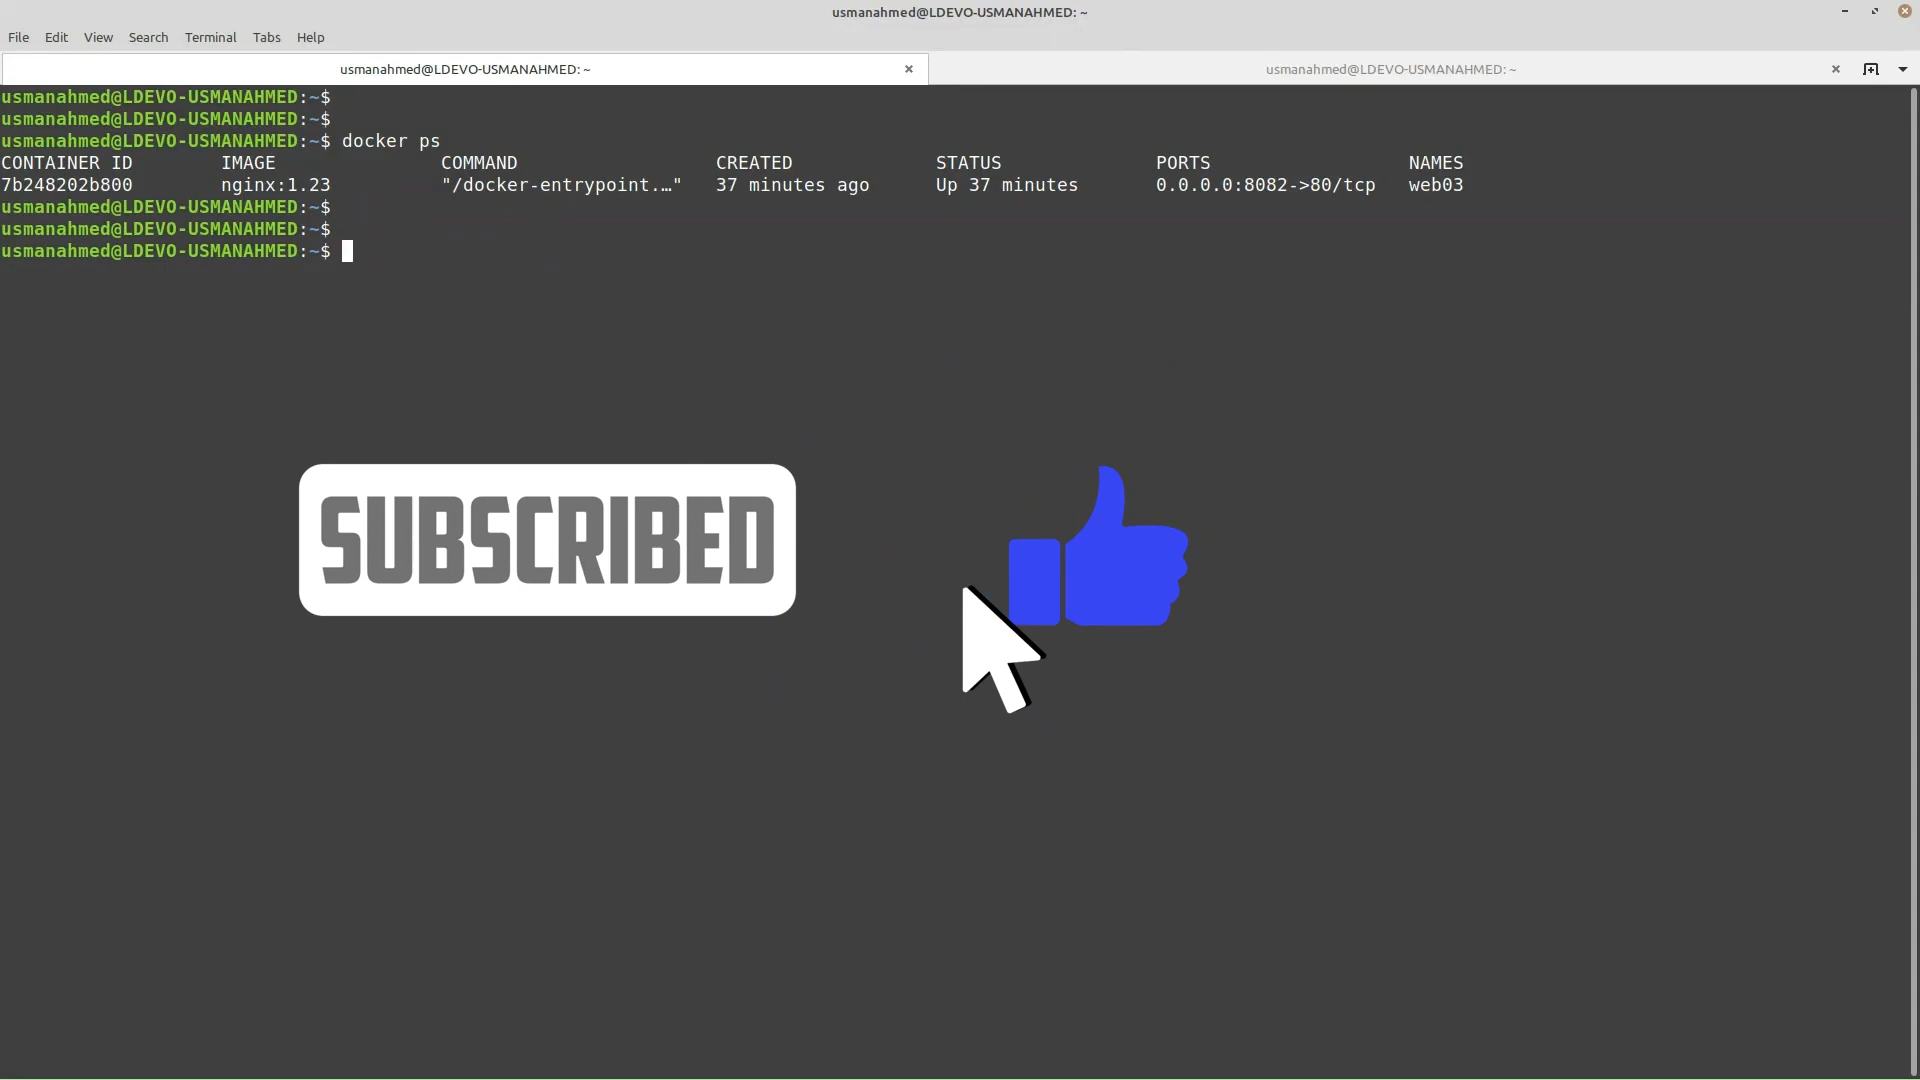 usmanahmed@LDEVO-USMANAHMED: ~
File Edit View Search Terminal Tabs Help
usmanahmed@LDEVO-USMANAHMED: ~ × usmanahmed@LDEVO-USMANAHMED: ~ ×
usmanahmed@LDEVO-USMANAHMED:~$
usmanahmed@LDEVO-USMANAHMED:~$
usmanahmed@LDEVO-USMANAHMED:~$ docker ps
CONTAINER ID IMAGE COMMAND CREATED STATUS PORTS NAMES
7b248202b800 nginx:1.23 "/docker-entrypoint.…" 37 minutes ago Up 37 minutes 0.0.0.0:8082->80/tcp web03
usmanahmed@LDEVO-USMANAHMED:~$
usmanahmed@LDEVO-USMANAHMED:~$
usmanahmed@LDEVO-USMANAHMED:~$
SUBSCRIBED